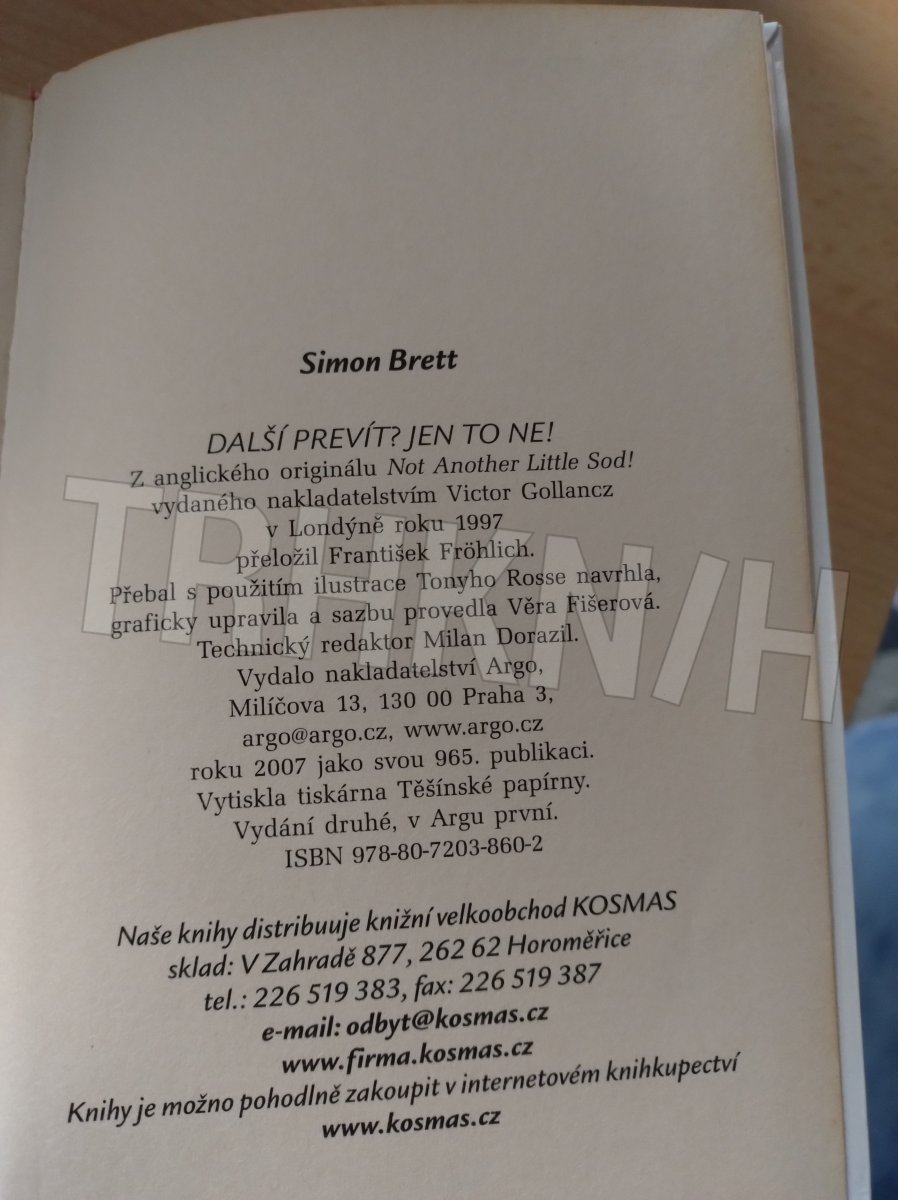 Simon Brett
DALŠÍ PREVÍT? JEN TO NE!
Z anglického originálu Not Another Little Sod!
vydaného nakladatelstvím Victor Gollancz
v Londýně roku 1997
přeložil František Fröhlich.
Přebal s použitím ilustrace Tonyho Rosse navrhla,
graficky upravila a sazbu provedla Věra Fišerová.
Technický redaktor Milan Dorazil.
Vydalo nakladatelství Argo,
Milíčova 13, 130 00 Praha 3,
argo@argo.cz, www.argo.cz
roku 2007 jako svou 965. publikaci.
Vytiskla tiskárna Těšínské papírny.
Vydání druhé, v Argu první.
ISBN 978-80-7203-860-2
Naše knihy distribuuje knižní velkoobchod KOSMAS
sklad: V Zahradě 877, 262 62 Horoměřice
tel.: 226 519 383, fax: 226 519 387
e-mail: odbyt@kosmas.cz
www.firma.kosmas.cz
Knihy je možno pohodlně zakoupit v internetovém knihkupectví
www.kosmas.cz
TRHKN/H